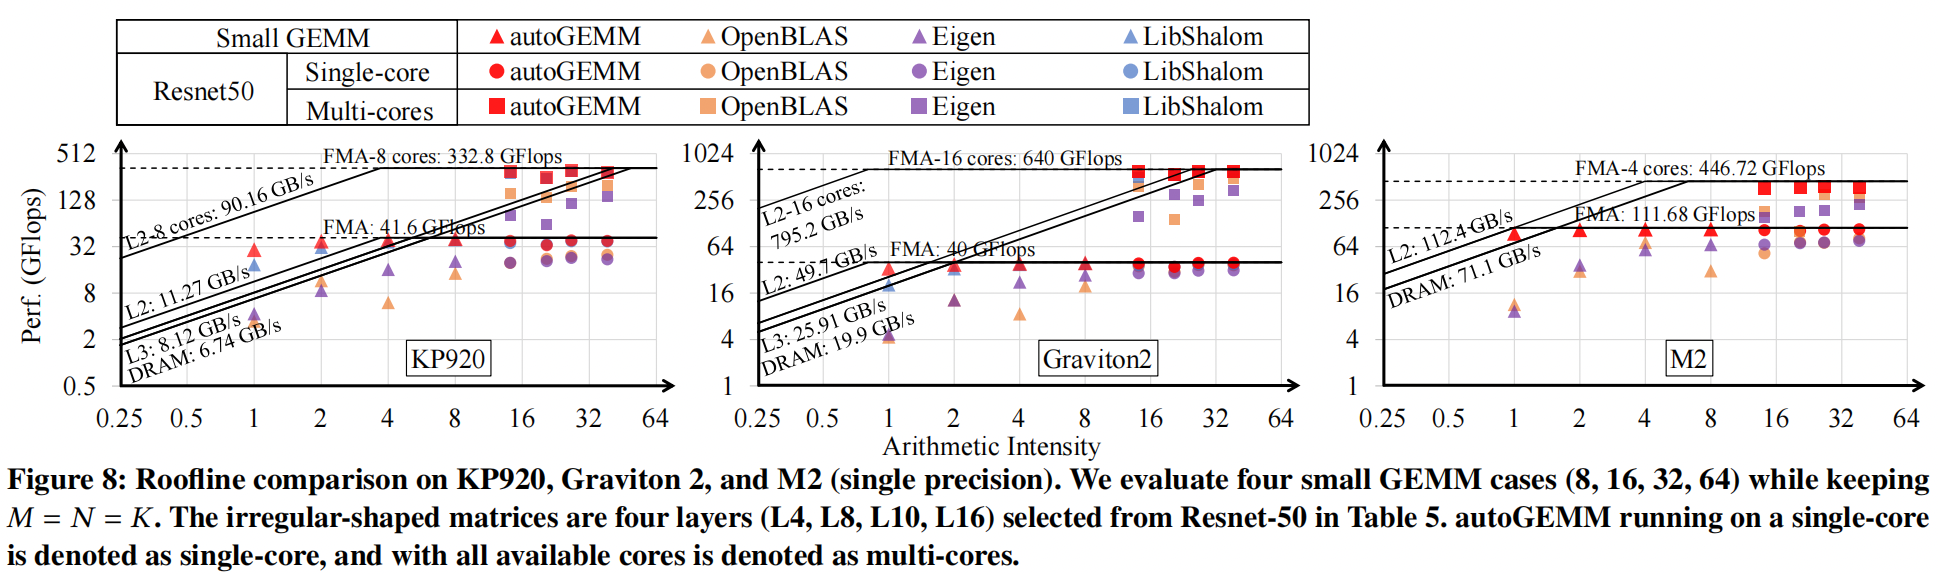 Small GEMM ▲ autoGEMM ▲ OpenBLAS ▲ Eigen ▲ LibShalom
Resnet50
Single-core ● autoGEMM ● OpenBLAS ● Eigen ● LibShalom
Multi-cores ■ autoGEMM ■ OpenBLAS ■ Eigen ■ LibShalom
Perf. (GFlops)
512
128
32
8
2
0.5
FMA-8 cores: 332.8 GFlops
L2-8 cores: 90.16 GB/s
FMA: 41.6 GFlops
L2: 11.27 GB/s
L3: 8.12 GB/s
DRAM: 6.74 GB/s
KP920
0.25 0.5 1 2 4 8 16 32 64
1024
256
64
16
4
1
FMA-16 cores: 640 GFlops
L2-16 cores:
795.2 GB/s
FMA: 40 GFlops
L2: 49.7 GB/s
L3: 25.91 GB/s
DRAM: 19.9 GB/s
Graviton2
0.25 0.5 1 2 4 8 16 32 64
Arithmetic Intensity
1024
256
64
16
4
1
FMA-4 cores: 446.72 GFlops
FMA: 111.68 GFlops
L2: 112.4 GB/s
DRAM: 71.1 GB/s
M2
0.25 0.5 1 2 4 8 16 32 64
Figure 8: Roofline comparison on KP920, Graviton 2, and M2 (single precision). We evaluate four small GEMM cases (8, 16, 32, 64) while keeping
M = N = K. The irregular-shaped matrices are four layers (L4, L8, L10, L16) selected from Resnet-50 in Table 5. autoGEMM running on a single-core
is denoted as single-core, and with all available cores is denoted as multi-cores.